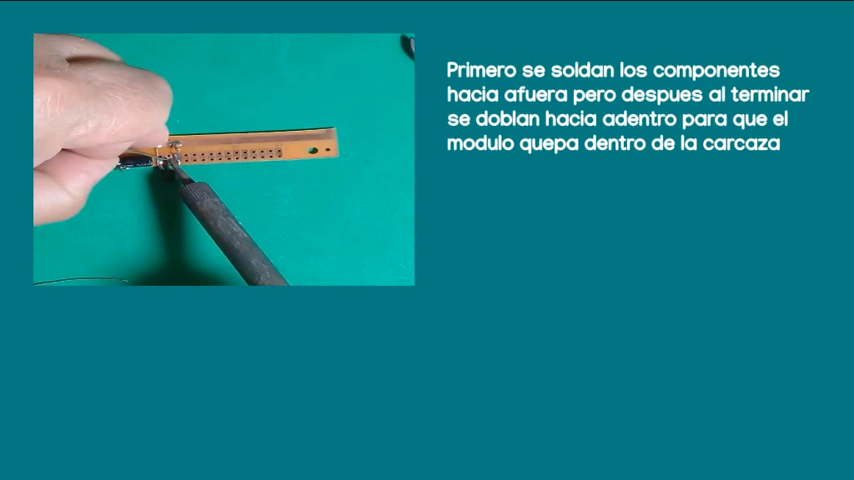 Primero se soldan los componentes
hacia afuera pero despues al terminar
se doblan hacia adentro para que el
modulo quepa dentro de la carcaza